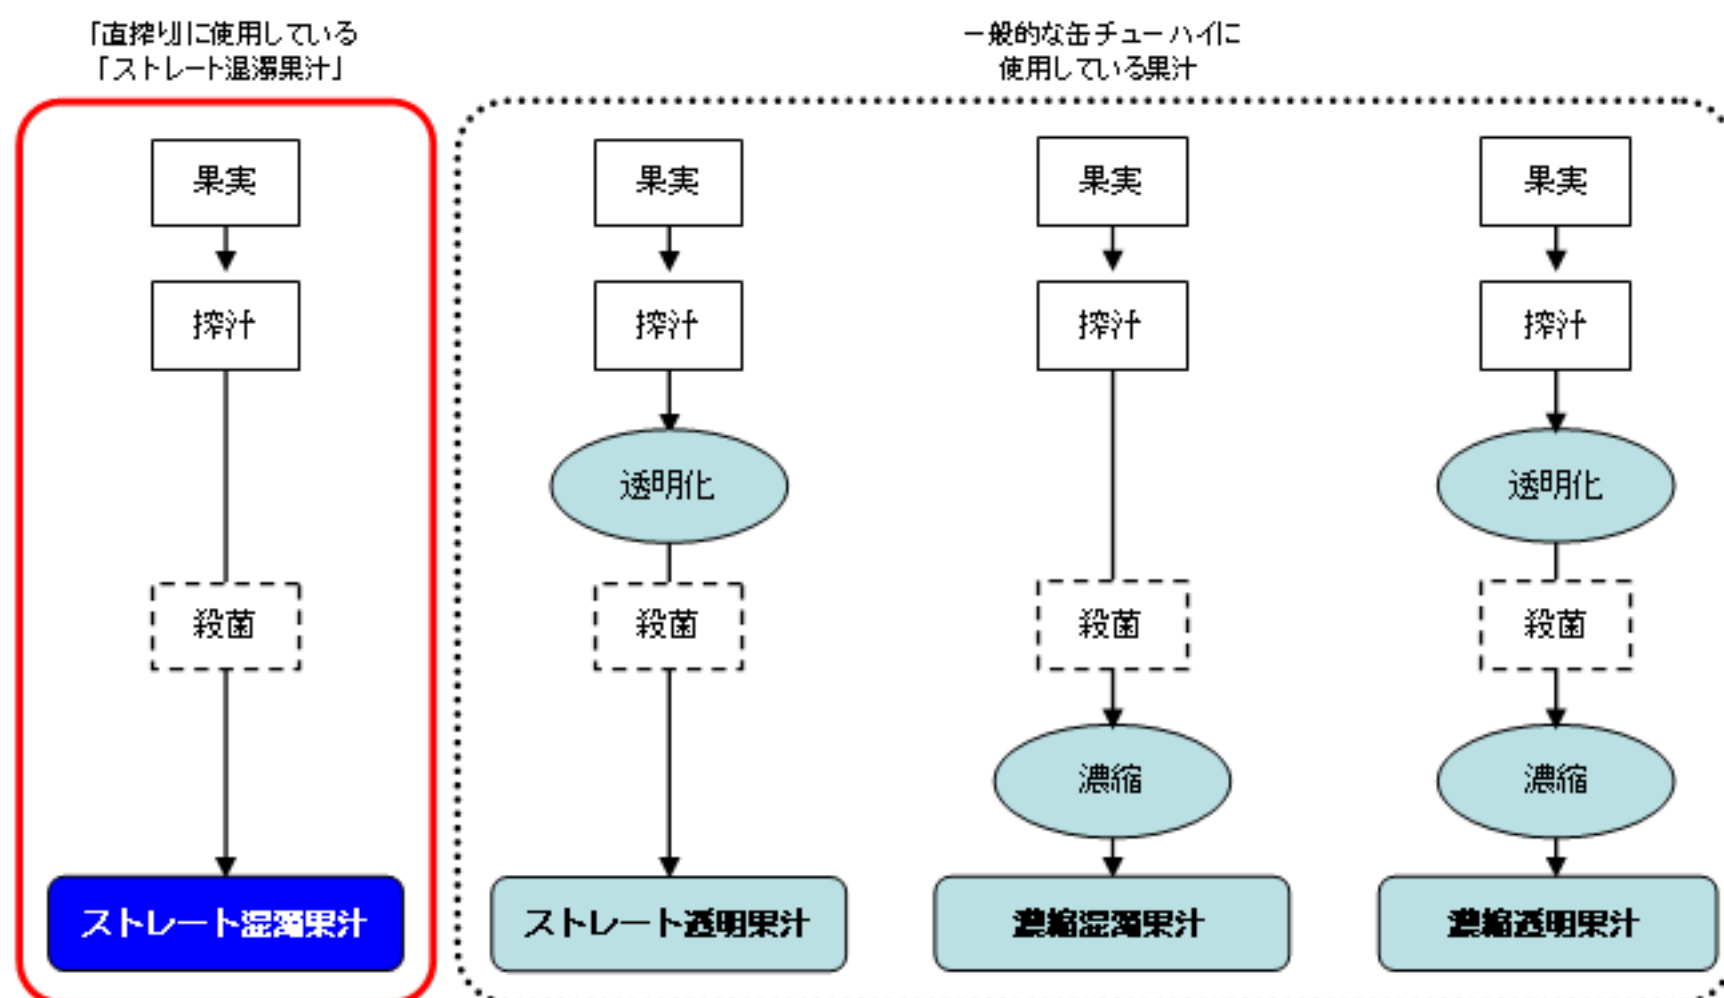 「直搾り」に使用している
「ストレート混濁果汁」
一般的な缶チューハイに
使用している果汁
果実
搾汁
殺菌
ストレート混濁果汁
果実
搾汁
透明化
殺菌
ストレート透明果汁
果実
搾汁
殺菌
濃縮
濃縮混濁果汁
果実
搾汁
透明化
殺菌
濃縮
濃縮透明果汁